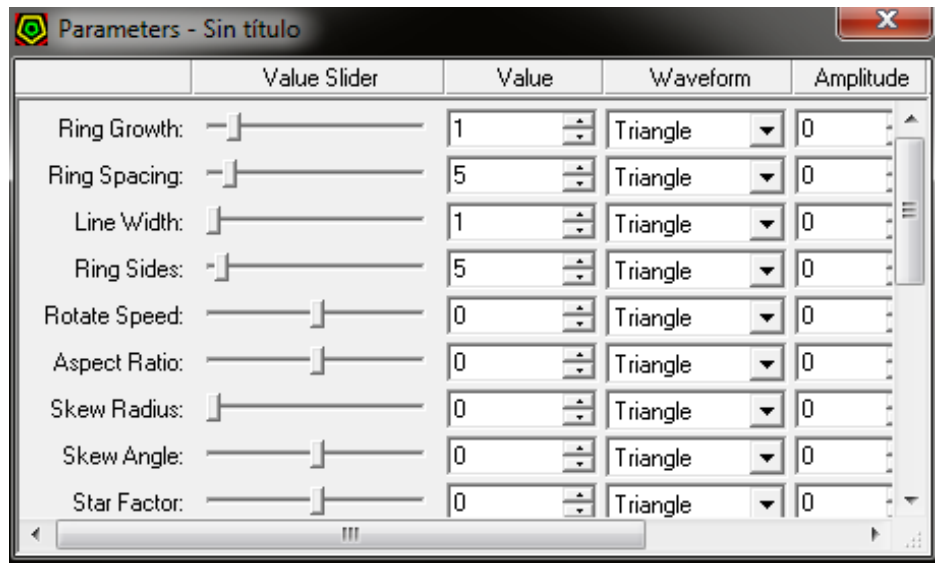 Parameters - Sin título
Value Slider Value Waveform Amplitude
Ring Growth: 1 Triangle 0
Ring Spacing: 5 Triangle 0
Line Width: 1 Triangle 0
Ring Sides: 5 Triangle 0
Rotate Speed: 0 Triangle 0
Aspect Ratio: 0 Triangle 0
Skew Radius: 0 Triangle 0
Skew Angle: 0 Triangle 0
Star Factor: 0 Triangle 0